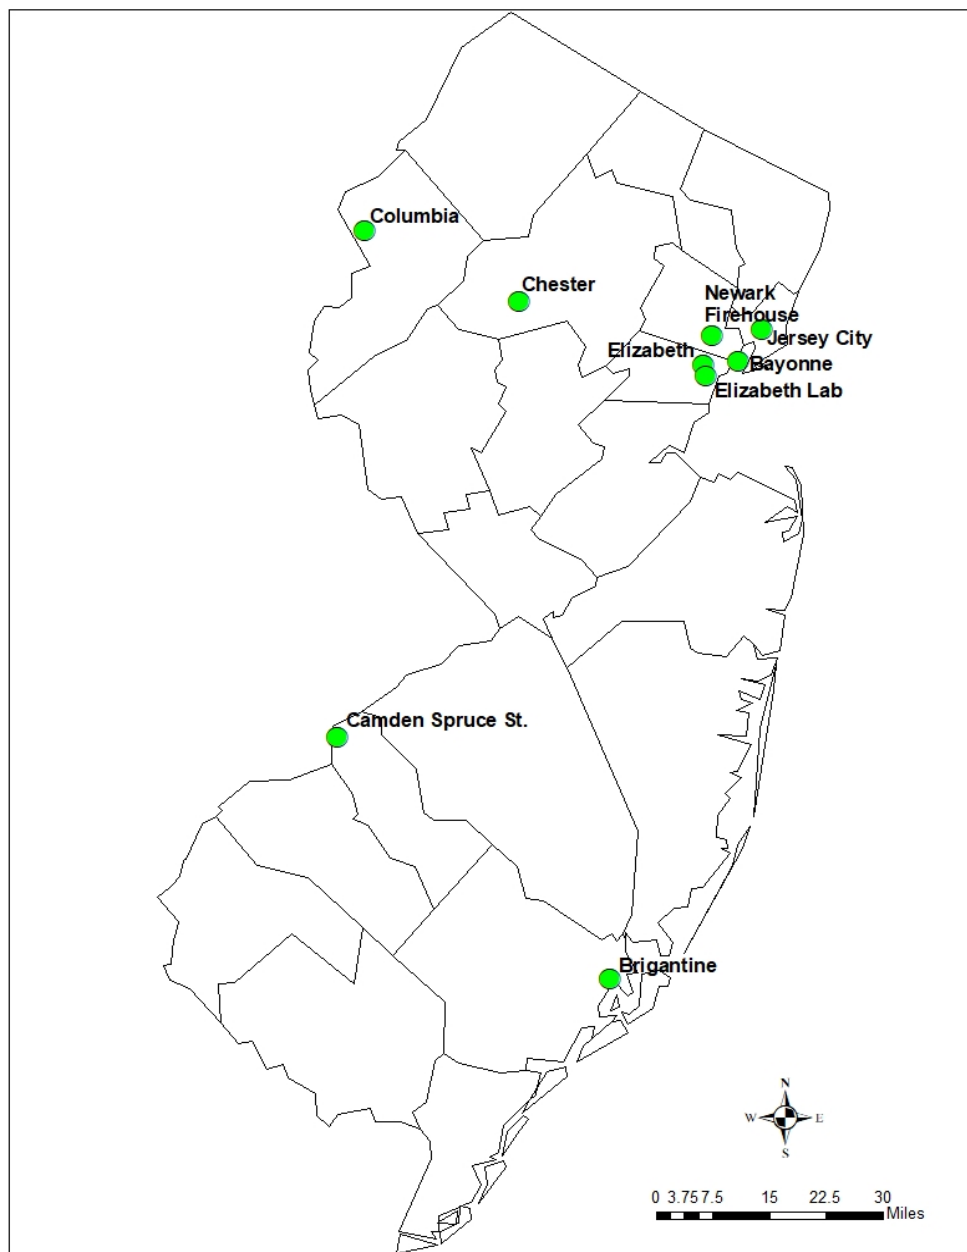 Columbia
Chester
Newark
Firehouse
Jersey City
Elizabeth
Bayonne
Elizabeth Lab
Camden Spruce St.
Brigantine
N
W E
S
0 3.75 7.5 15 22.5 30
Miles